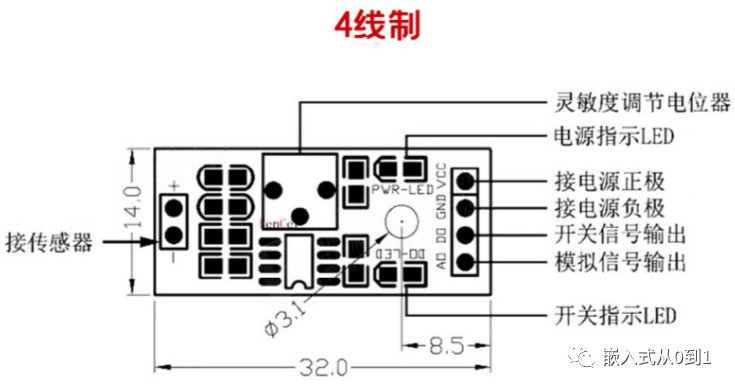 4线制
灵敏度调节电位器
电源指示LED
接电源正极
接电源负极
开关信号输出
模拟信号输出
开关指示LED
接传感器
+
-
14.0
PWR-LED
VCC
GND
DO
AO
DO-LED
Ø3.1
8.5
32.0
嵌入式从0到1